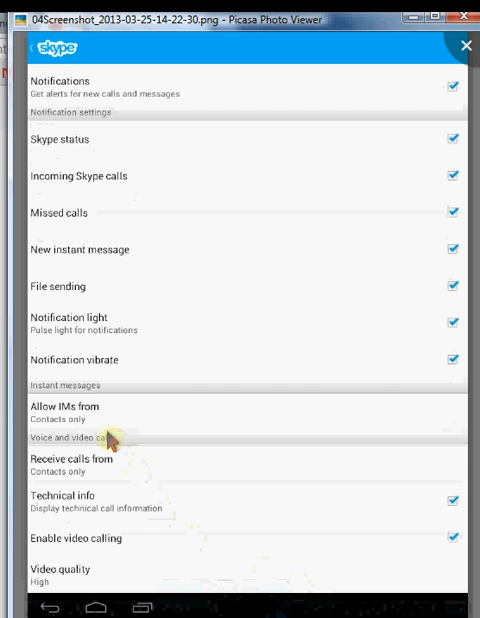 04Screenshot_2013-03-25-14-22-30.png - Picasa Photo Viewer
skype
Notifications
Get alerts for new calls and messages
Notification settings
Skype status
Incoming Skype calls
Missed calls
New instant message
File sending
Notification light
Pulse light for notifications
Notification vibrate
Instant messages
Allow IMs from
Contacts only
Voice and video
Receive calls from
Contacts only
Technical info
Display technical call information
Enable video calling
Video quality
High